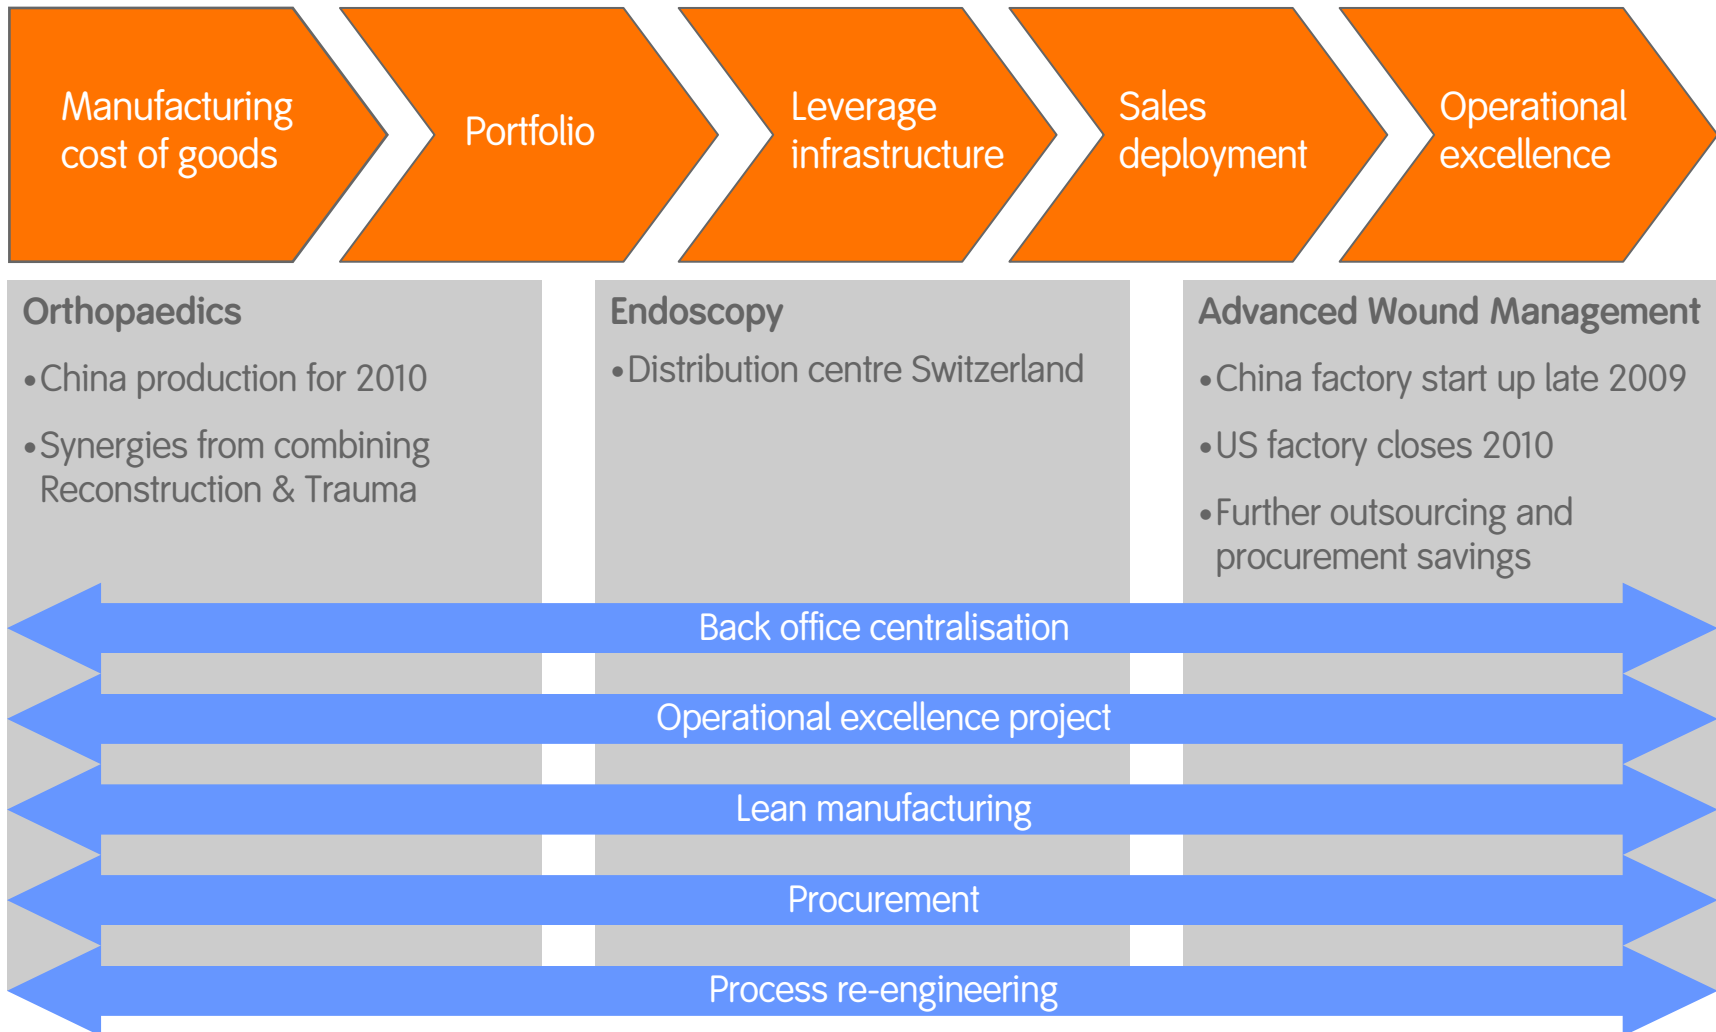 Manufacturing
cost of goods
Portfolio
Leverage
infrastructure
Sales
deployment
Operational
excellence
Orthopaedics
•China production for 2010
•Synergies from combining
Reconstruction & Trauma
Endoscopy
•Distribution centre Switzerland
Advanced Wound Management
•China factory start up late 2009
•US factory closes 2010
•Further outsourcing and
procurement savings
Back office centralisation
Operational excellence project
Lean manufacturing
Procurement
Process re-engineering